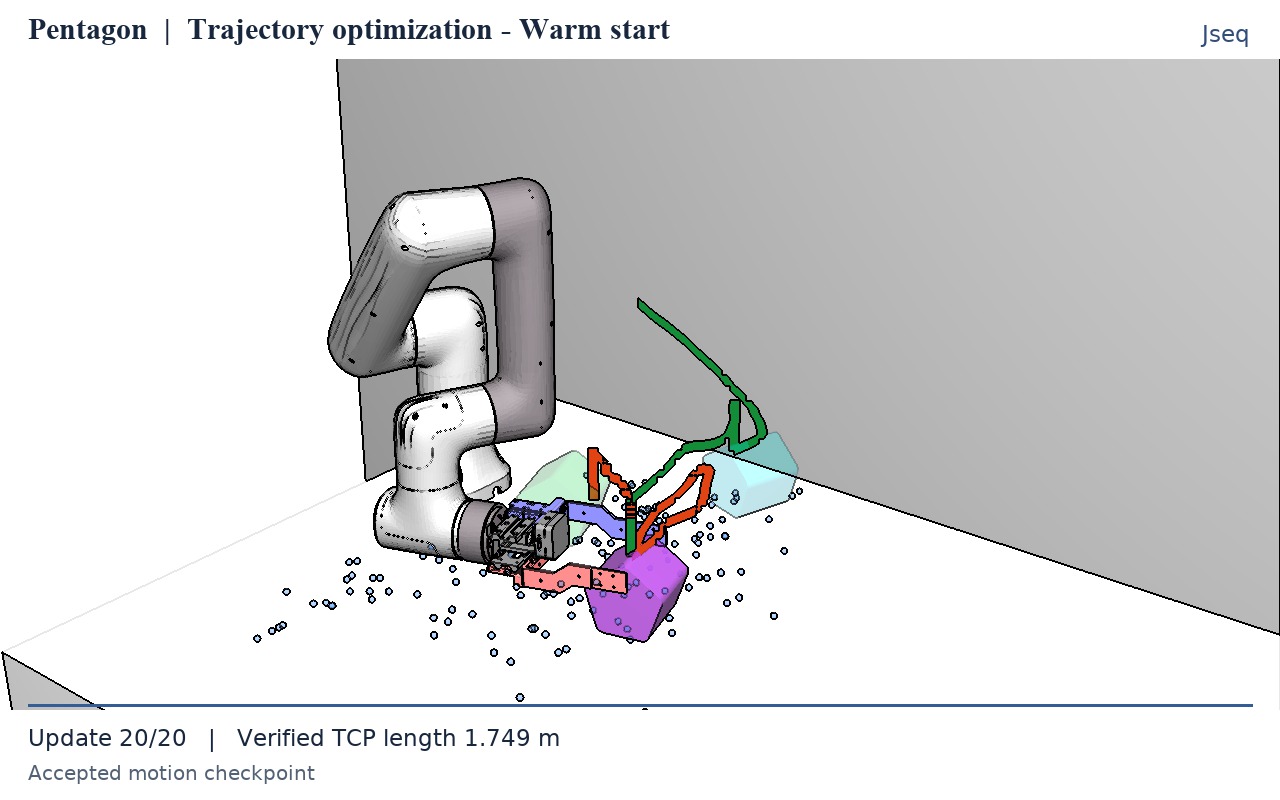 Pentagon | Trajectory optimization - Warm start
Jseq
Update 20/20 | Verified TCP length 1.749 m
Accepted motion checkpoint